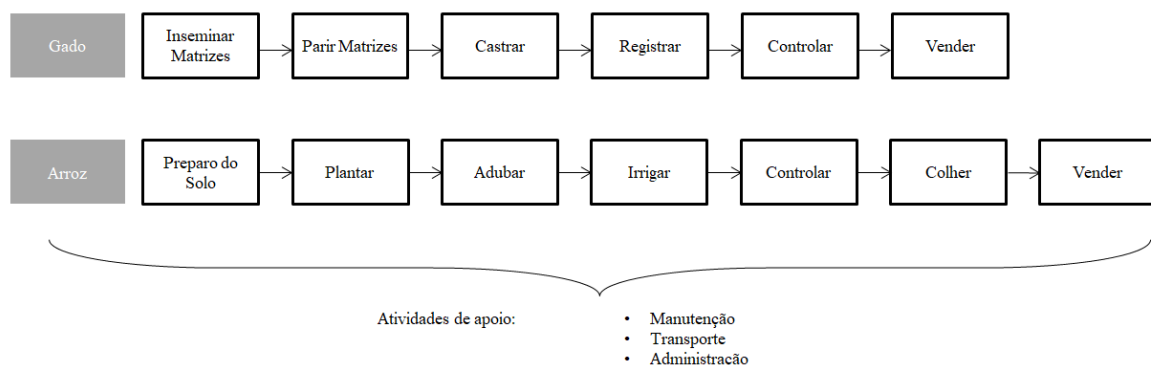 Gado
Inseminar
Matrizes
Parir Matrizes
Castrar
Registrar
Controlar
Vender
Arroz
Preparo do
Solo
Plantar
Adubar
Irrigar
Controlar
Colher
Vender
Atividades de apoio:
• Manutenção
• Transporte
• Administração